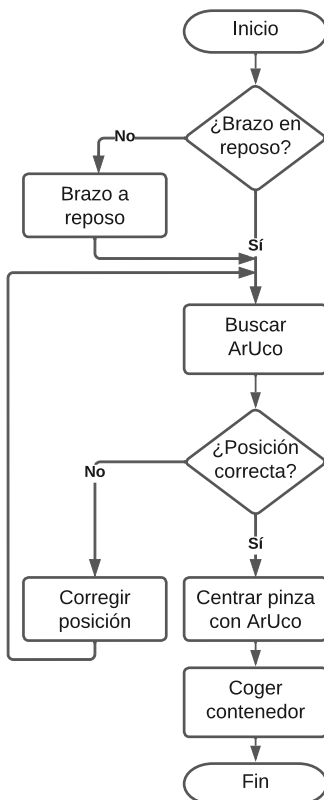 Inicio
¿Brazo en
reposo?
No
Brazo a
reposo
Sí
Buscar
ArUco
¿Posición
correcta?
No
Sí
Corregir
posición
Centrar pinza
con ArUco
Coger
contenedor
Fin